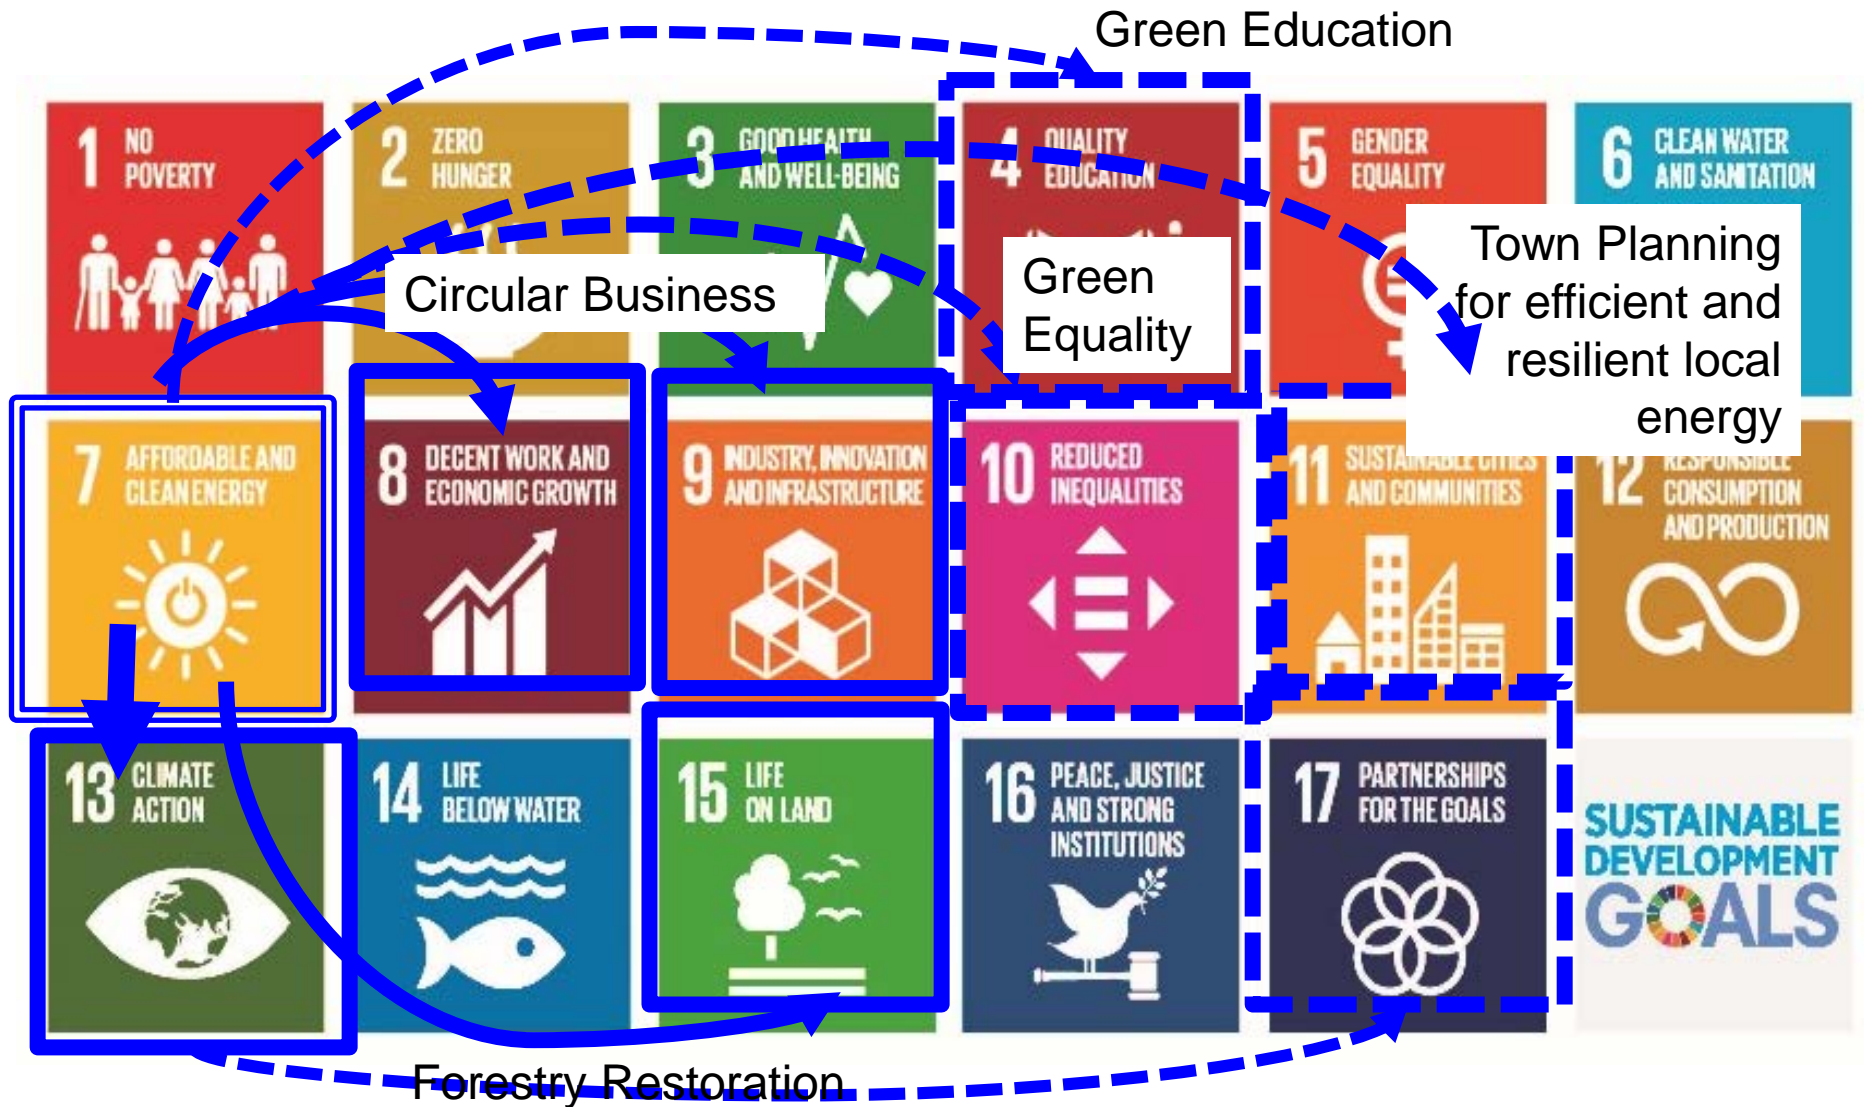 Green Education
1 NO
POVERTY
2 ZERO
HUNGER
3 GOOD HEALTH
AND WELL-BEING
4 QUALITY
EDUCATION
5 GENDER
EQUALITY
6 CLEAN WATER
AND SANITATION
Circular Business
Green
Equality
Town Planning
for efficient and
resilient local
energy
7 AFFORDABLE AND
CLEAN ENERGY
8 DECENT WORK AND
ECONOMIC GROWTH
9 INDUSTRY, INNOVATION
AND INFRASTRUCTURE
10 REDUCED
INEQUALITIES
11 SUSTAINABLE CITIES
AND COMMUNITIES
12 RESPONSIBLE
CONSUMPTION
AND PRODUCTION
13 CLIMATE
ACTION
14 LIFE
BELOW WATER
15 LIFE
ON LAND
16 PEACE, JUSTICE
AND STRONG
INSTITUTIONS
17 PARTNERSHIPS
FOR THE GOALS
SUSTAINABLE
DEVELOPMENT
GOALS
Forestry Restoration